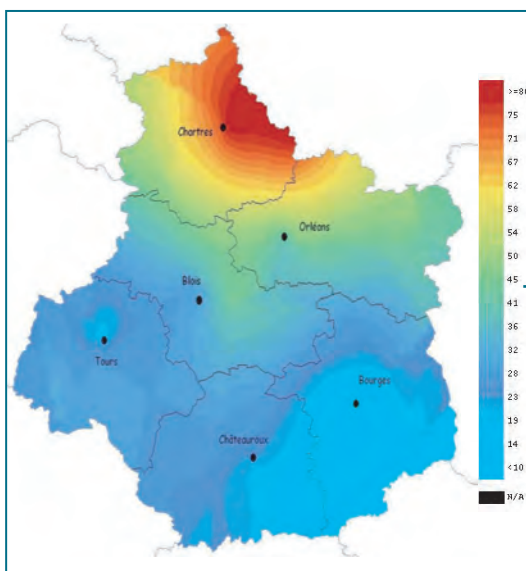 Chartres
Orléans
Blois
Tours
Bourges
Châteauroux
>=80
75
71
67
62
58
54
50
45
41
36
32
28
23
19
14
<10
N/A